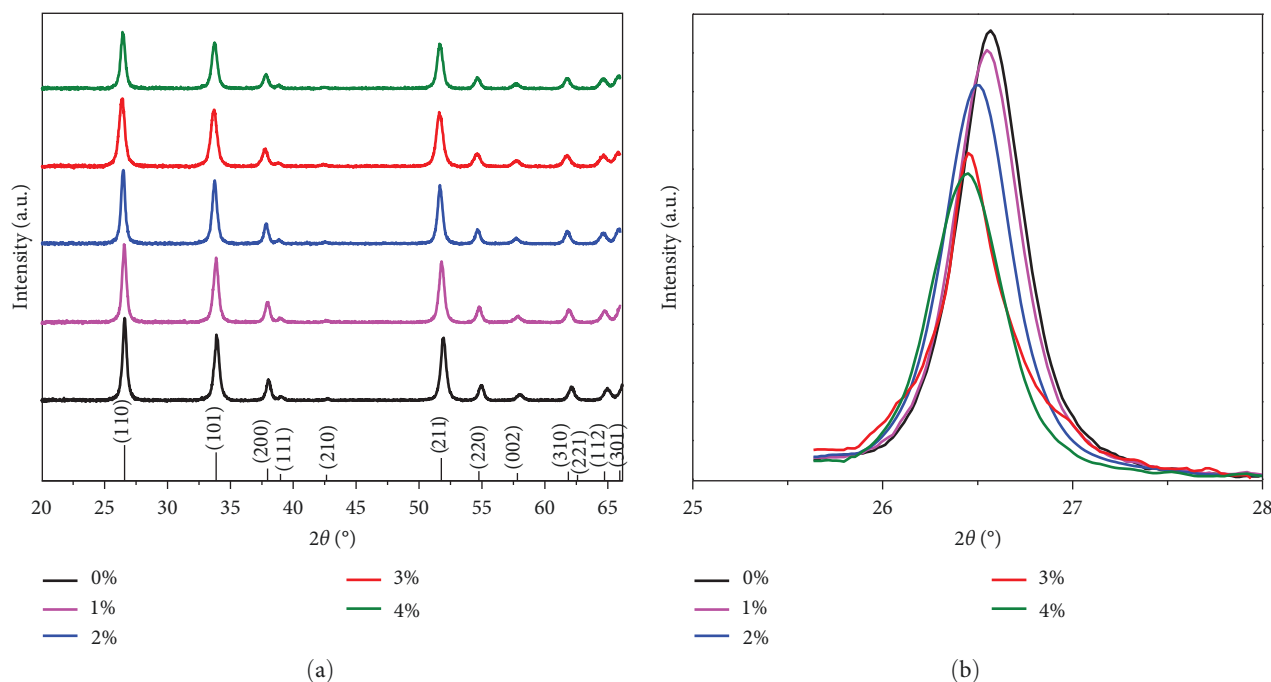 Intensity (a.u.)
(110)
(101)
(200)
(111)
(210)
(211)
(220)
(002)
(310)
(221)
(112)
(301)
20 25 30 35 40 45 50 55 60 65
2θ (°)
0%
1%
2%
3%
4%
(a)
Intensity (a.u.)
25 26 27 28
2θ (°)
0%
1%
2%
3%
4%
(b)